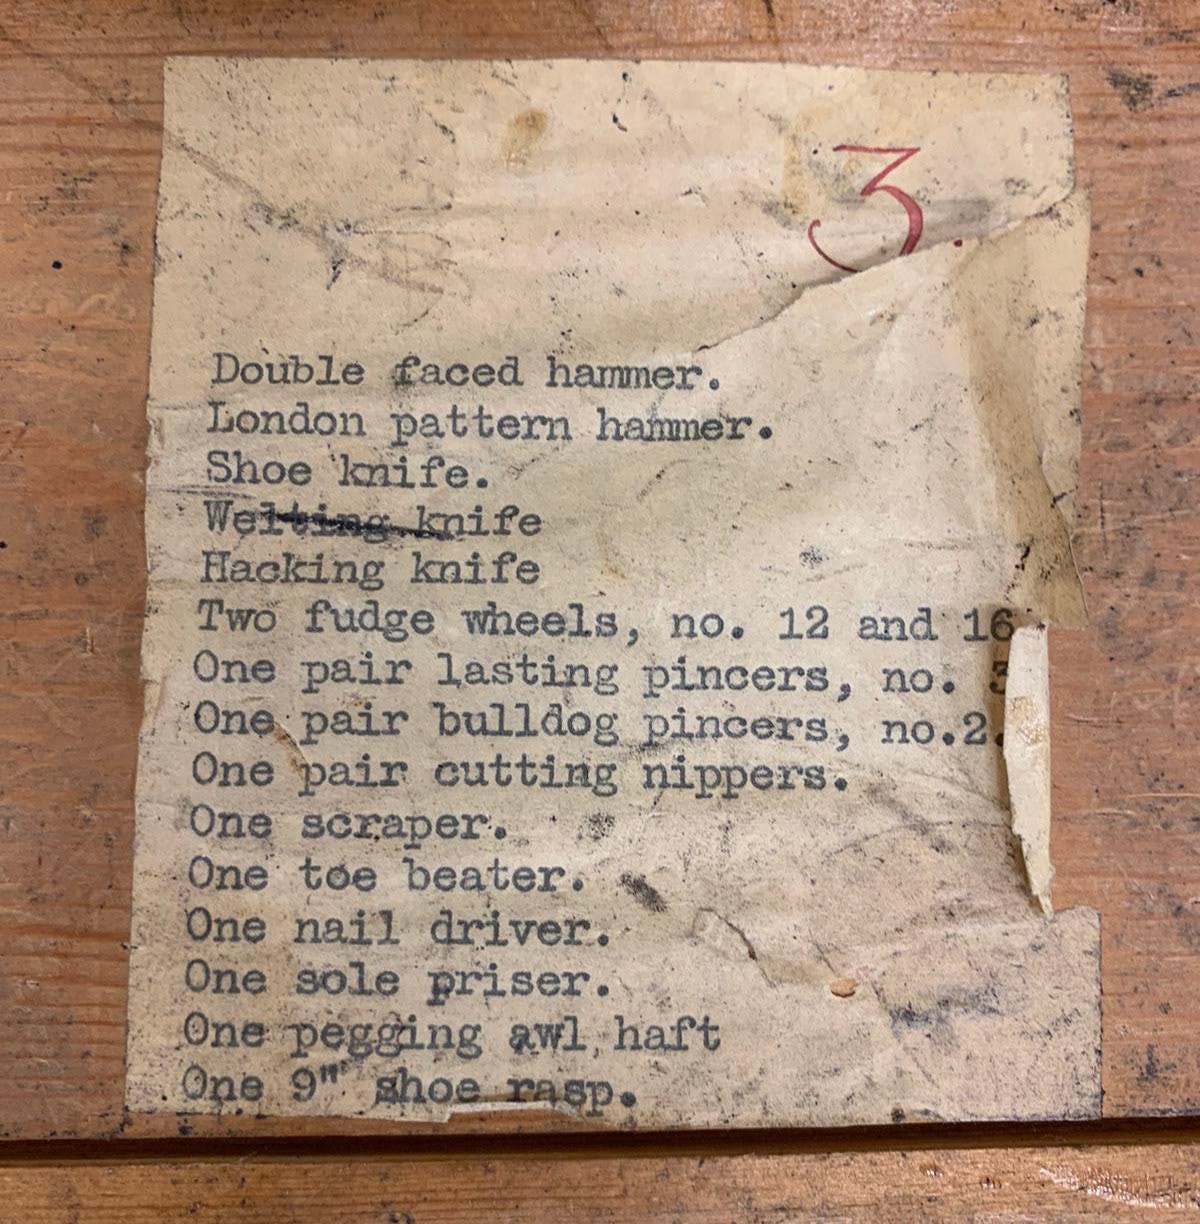 3.
Double faced hammer.
London pattern hammer.
Shoe knife.
Welting knife
Hacking knife
Two fudge wheels, no. 12 and 16
One pair lasting pincers, no. 3
One pair bulldog pincers, no.2.
One pair cutting nippers.
One scraper.
One toe beater.
One nail driver.
One sole priser.
One pegging awl haft
One 9" shoe rasp.